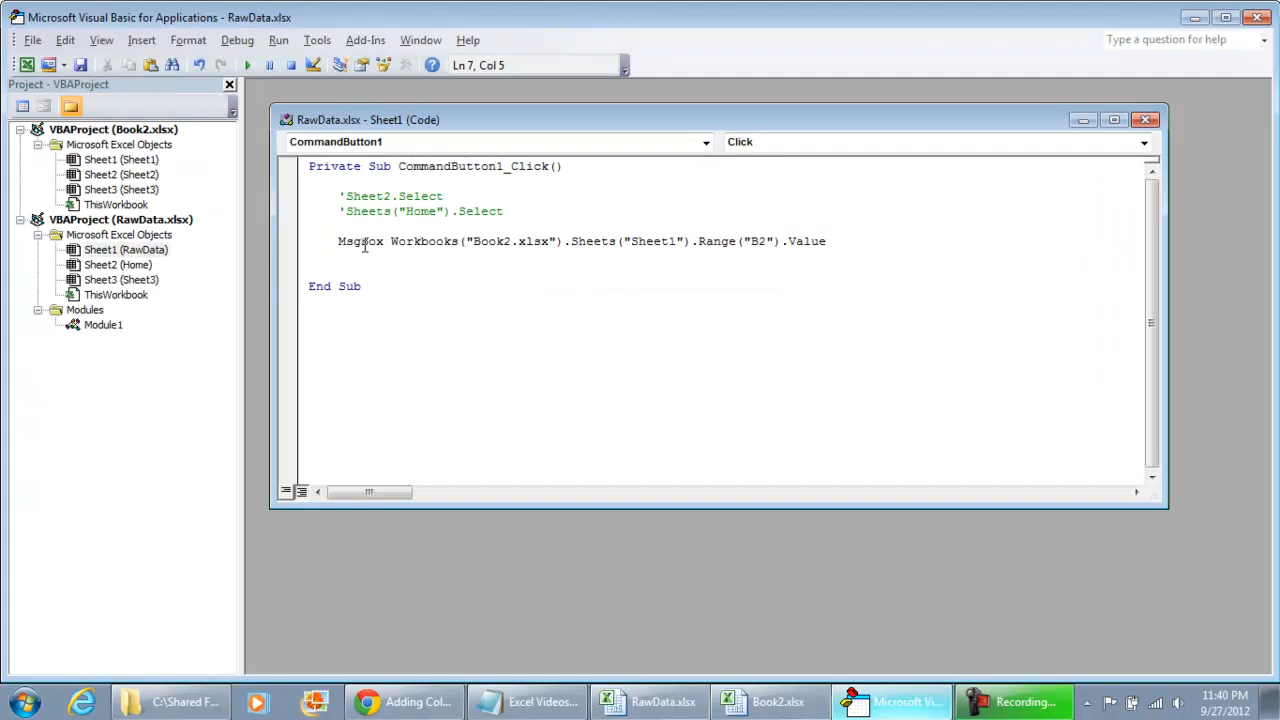 Microsoft Visual Basic for Applications - RawData.xlsx
File Edit View Insert Format Debug Run Tools Add-Ins Window Help
Type a question for help
Ln 7, Col 5
Project - VBAProject
VBAProject (Book2.xlsx)
Microsoft Excel Objects
Sheet1 (Sheet1)
Sheet2 (Sheet2)
Sheet3 (Sheet3)
ThisWorkbook
VBAProject (RawData.xlsx)
Microsoft Excel Objects
Sheet1 (RawData)
Sheet2 (Home)
Sheet3 (Sheet3)
ThisWorkbook
Modules
Module1
RawData.xlsx - Sheet1 (Code)
CommandButton1
Click
Private Sub CommandButton1_Click()
'Sheet2.Select
'Sheets("Home").Select
MsgBox Workbooks("Book2.xlsx").Sheets("Sheet1").Range("B2").Value
End Sub
C:\Shared F...
Adding Col...
Excel Videos...
RawData.xlsx
Book2.xlsx
Microsoft Vi...
Recording...
11:40 PM
9/27/2012